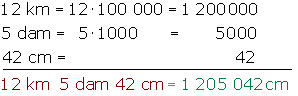 12 km = 12·100 000 = 1 200000
5 dam = 5·1000 = 5000
42 cm = 42
12 km 5 dam 42 cm = 1 205 042cm